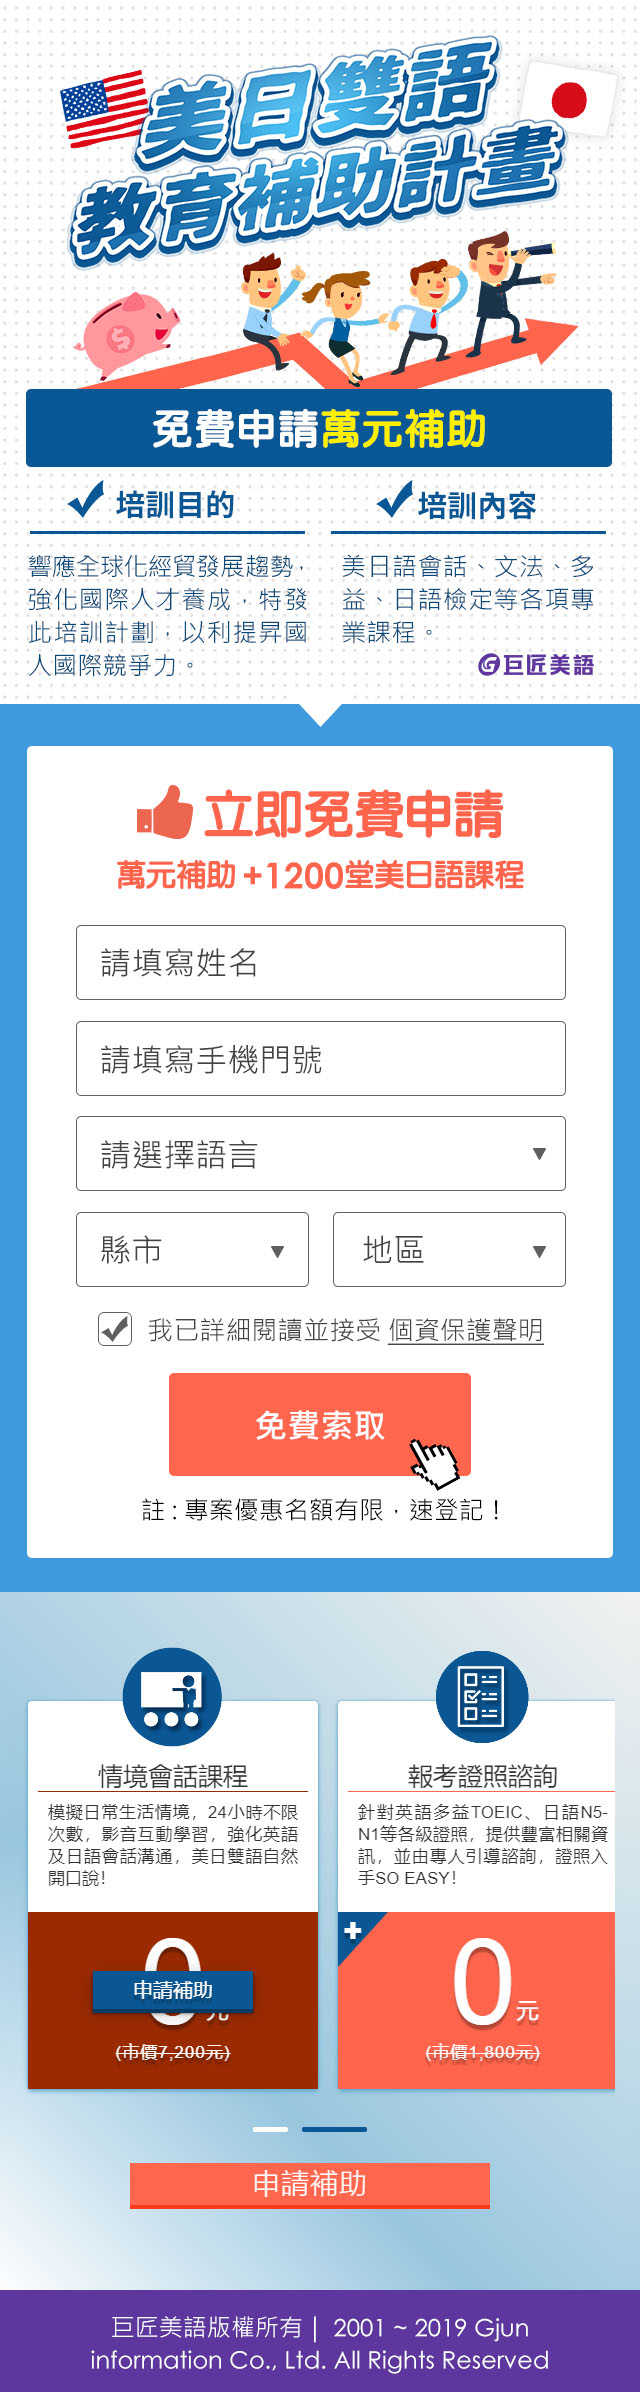 美日雙語
教育補助計畫
免費申請萬元補助
培訓目的
響應全球化經貿發展趨勢，
強化國際人才養成，特發
此培訓計劃，以利提昇國
人國際競爭力。
培訓內容
美日語會話、文法、多
益、日語檢定等各項專
業課程。
巨匠美語
立即免費申請
萬元補助+1200堂美日語課程
請填寫姓名
請填寫手機門號
請選擇語言
縣市
地區
我已詳細閱讀並接受 個資保護聲明
免費索取
註：專案優惠名額有限，速登記！
情境會話課程
模擬日常生活情境，24小時不限
次數，影音互動學習，強化英語
及日語會話溝通，美日雙語自然
開口說！
0元
申請補助
(市價7,200元)
報考證照諮詢
針對英語多益TOEIC、日語N5-
N1等各級證照，提供豐富相關資
訊，並由專人引導諮詢，證照入
手SO EASY！
0元
(市價1,800元)
申請補助
巨匠美語版權所有│ 2001 ~ 2019 Gjun
information Co., Ltd. All Rights Reserved